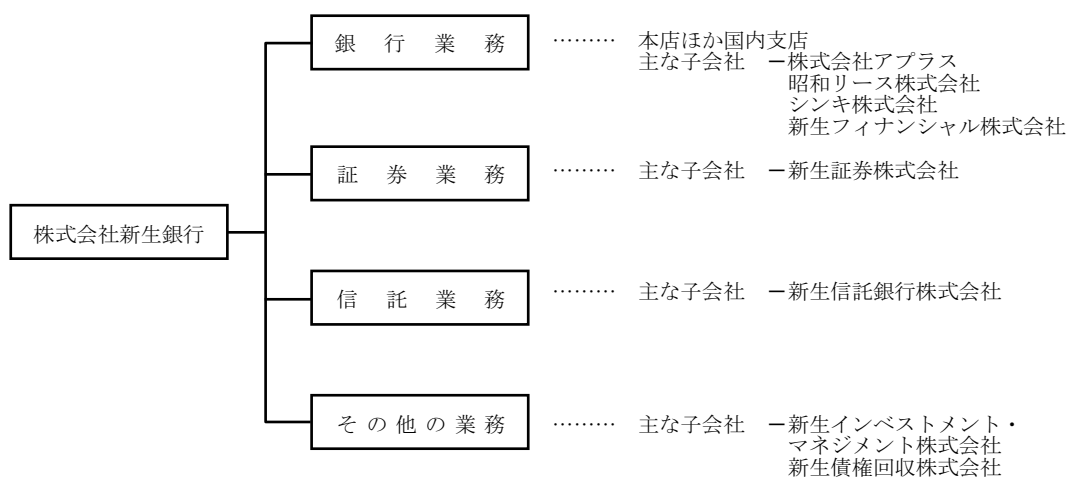 銀行業務 ……… 本店ほか国内支店
主な子会社 －株式会社アプラス
昭和リース株式会社
シンキ株式会社
新生フィナンシャル株式会社
証券業務 ……… 主な子会社 －新生証券株式会社
株式会社新生銀行
信託業務 ……… 主な子会社 －新生信託銀行株式会社
その他の業務 ……… 主な子会社 －新生インベストメント・
マネジメント株式会社
新生債権回収株式会社